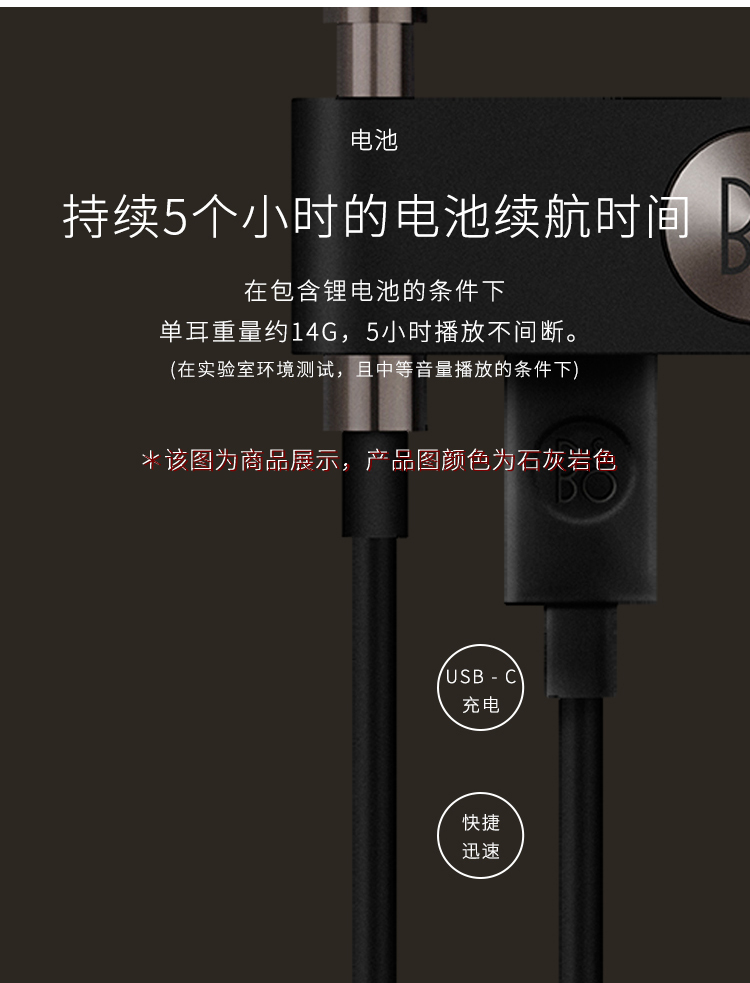 电池
持续5个小时的电池续航时间
在包含锂电池的条件下
单耳重量约14G，5小时播放不间断。
(在实验室环境测试，且中等音量播放的条件下)
＊该图为商品展示，产品图颜色为石灰岩色
B&O
USB - C
充电
快捷
迅速